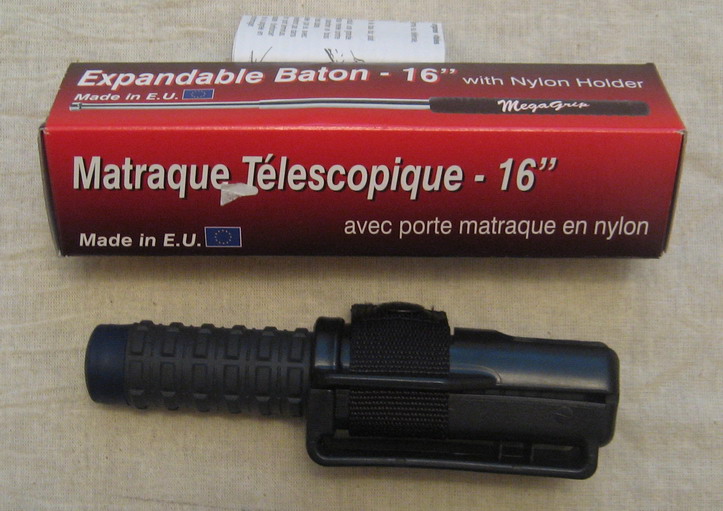 Expandable Baton - 16” with Nylon Holder
Made in E.U.
MegaGrip
Matraque Télescopique - 16”
avec porte matraque en nylon
Made in E.U.